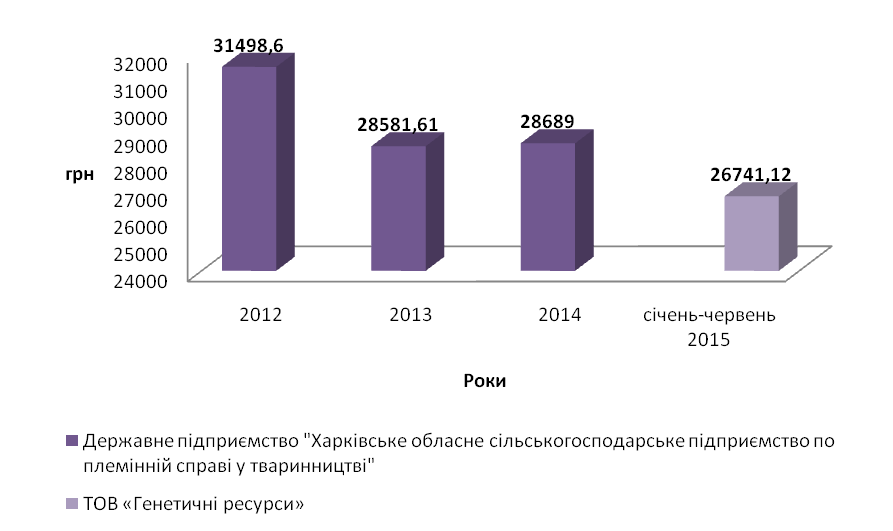 31498,6
28581,61
28689
26741,12
32000
31000
30000
29000
28000
27000
26000
25000
24000
грн
2012
2013
2014
січень-червень
2015
Роки
Державне підприємство "Харківське обласне сільськогосподарське підприємство по
племінній справі у тваринництві"
ТОВ «Генетичні ресурси»